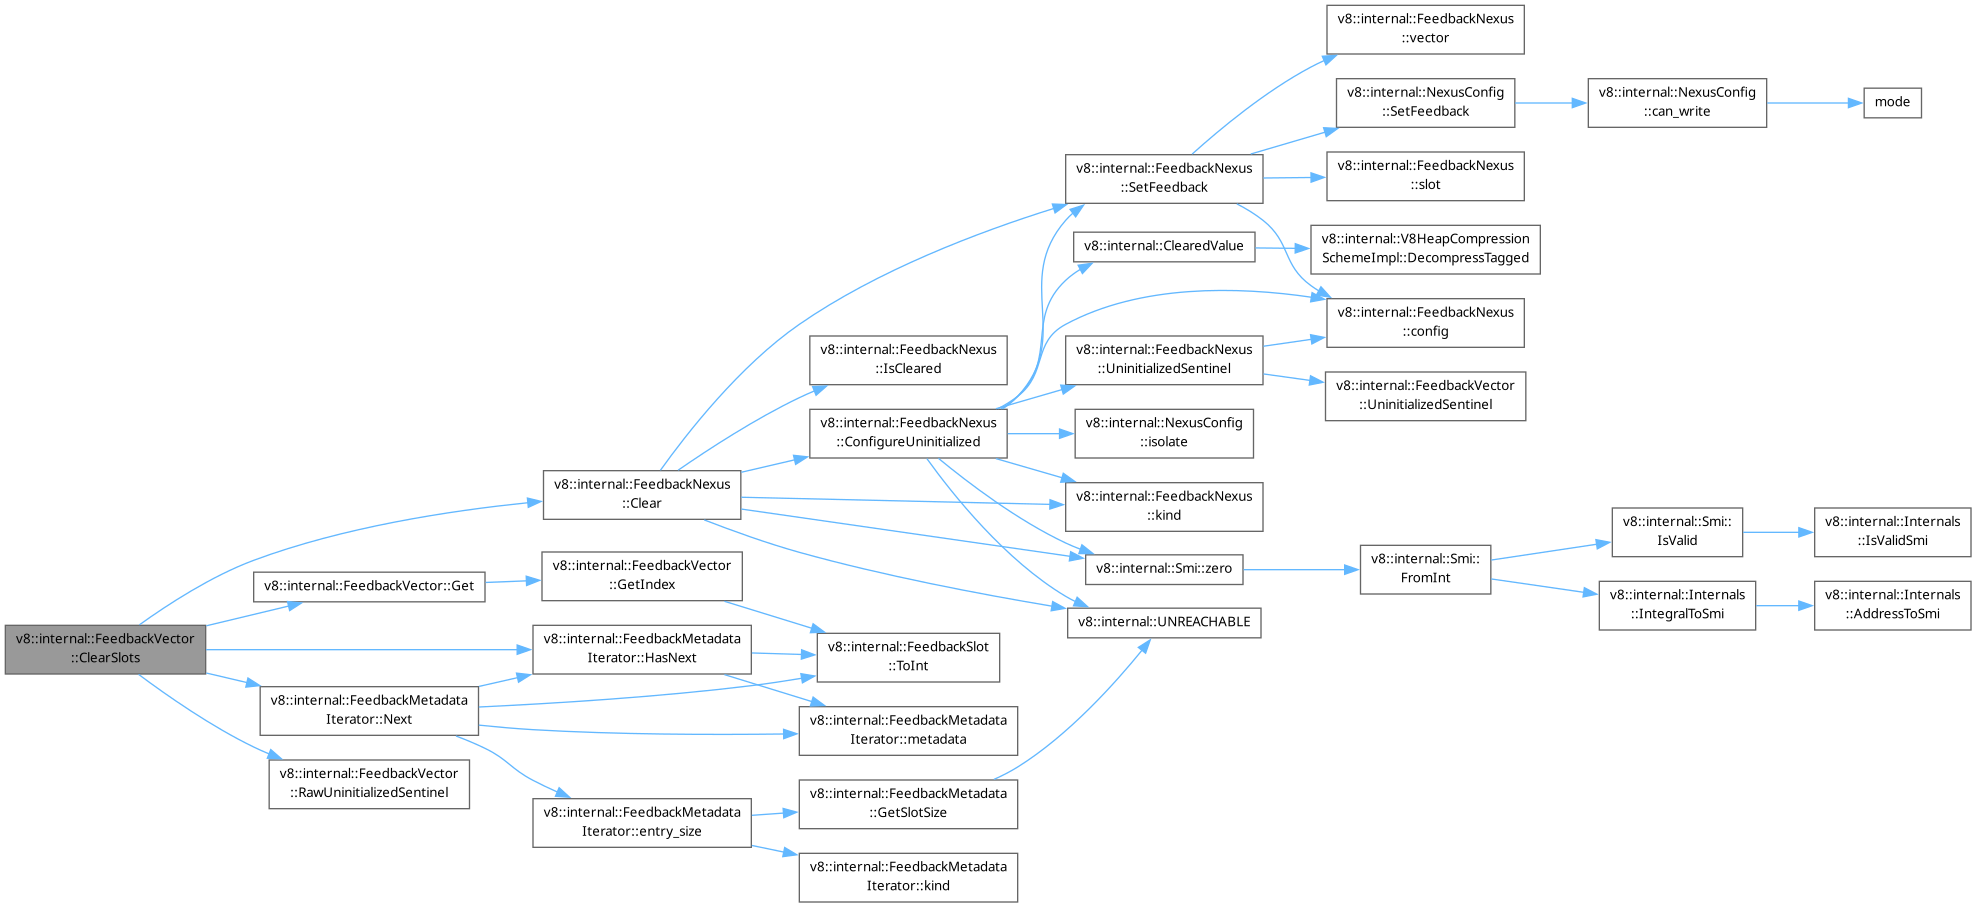 v8::internal::FeedbackVector
::ClearSlots
v8::internal::FeedbackNexus
::Clear
v8::internal::FeedbackVector::Get
v8::internal::FeedbackMetadata
Iterator::HasNext
v8::internal::FeedbackMetadata
Iterator::Next
v8::internal::FeedbackVector
::RawUninitializedSentinel
v8::internal::FeedbackVector
::GetIndex
v8::internal::FeedbackMetadata
Iterator::entry_size
v8::internal::FeedbackNexus
::IsCleared
v8::internal::FeedbackNexus
::ConfigureUninitialized
v8::internal::FeedbackSlot
::ToInt
v8::internal::FeedbackMetadata
Iterator::metadata
v8::internal::FeedbackMetadata
::GetSlotSize
v8::internal::FeedbackMetadata
Iterator::kind
v8::internal::FeedbackNexus
::SetFeedback
v8::internal::ClearedValue
v8::internal::FeedbackNexus
::UninitializedSentinel
v8::internal::NexusConfig
::isolate
v8::internal::FeedbackNexus
::kind
v8::internal::Smi::zero
v8::internal::UNREACHABLE
v8::internal::FeedbackNexus
::vector
v8::internal::NexusConfig
::SetFeedback
v8::internal::FeedbackNexus
::slot
v8::internal::V8HeapCompression
SchemeImpl::DecompressTagged
v8::internal::FeedbackNexus
::config
v8::internal::FeedbackVector
::UninitializedSentinel
v8::internal::Smi::
FromInt
v8::internal::NexusConfig
::can_write
mode
v8::internal::Smi::
IsValid
v8::internal::Internals
::IntegralToSmi
v8::internal::Internals
::IsValidSmi
v8::internal::Internals
::AddressToSmi